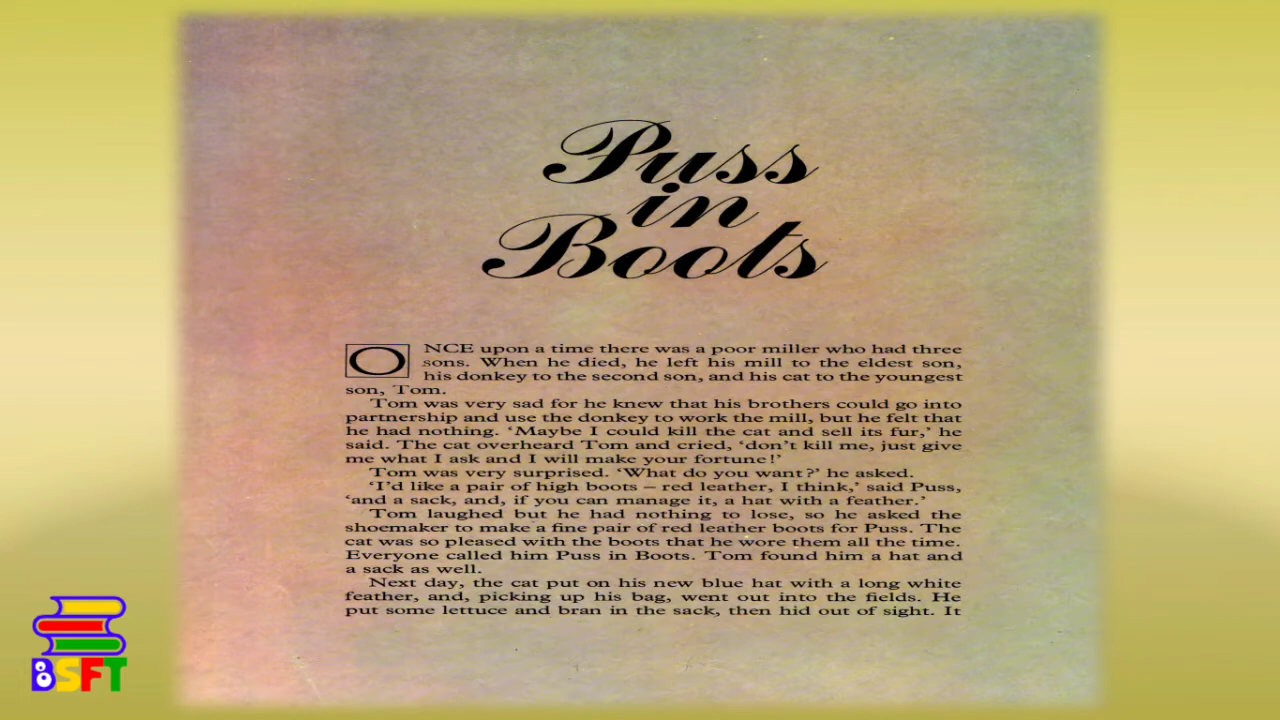 Puss
in
Boots
ONCE upon a time there was a poor miller who had three
sons. When he died, he left his mill to the eldest son,
his donkey to the second son, and his cat to the youngest
son, Tom.
Tom was very sad for he knew that his brothers could go into
partnership and use the donkey to work the mill, but he felt that
he had nothing. ‘Maybe I could kill the cat and sell its fur,’ he
said. The cat overheard Tom and cried, ‘don’t kill me, just give
me what I ask and I will make your fortune!’
Tom was very surprised. ‘What do you want?’ he asked.
‘I’d like a pair of high boots – red leather, I think,’ said Puss,
‘and a sack, and, if you can manage it, a hat with a feather.’
Tom laughed but he had nothing to lose, so he asked the
shoemaker to make a fine pair of red leather boots for Puss. The
cat was so pleased with the boots that he wore them all the time.
Everyone called him Puss in Boots. Tom found him a hat and
a sack as well.
Next day, the cat put on his new blue hat with a long white
feather, and, picking up his bag, went out into the fields. He
put some lettuce and bran in the sack, then hid out of sight. It
BSFT